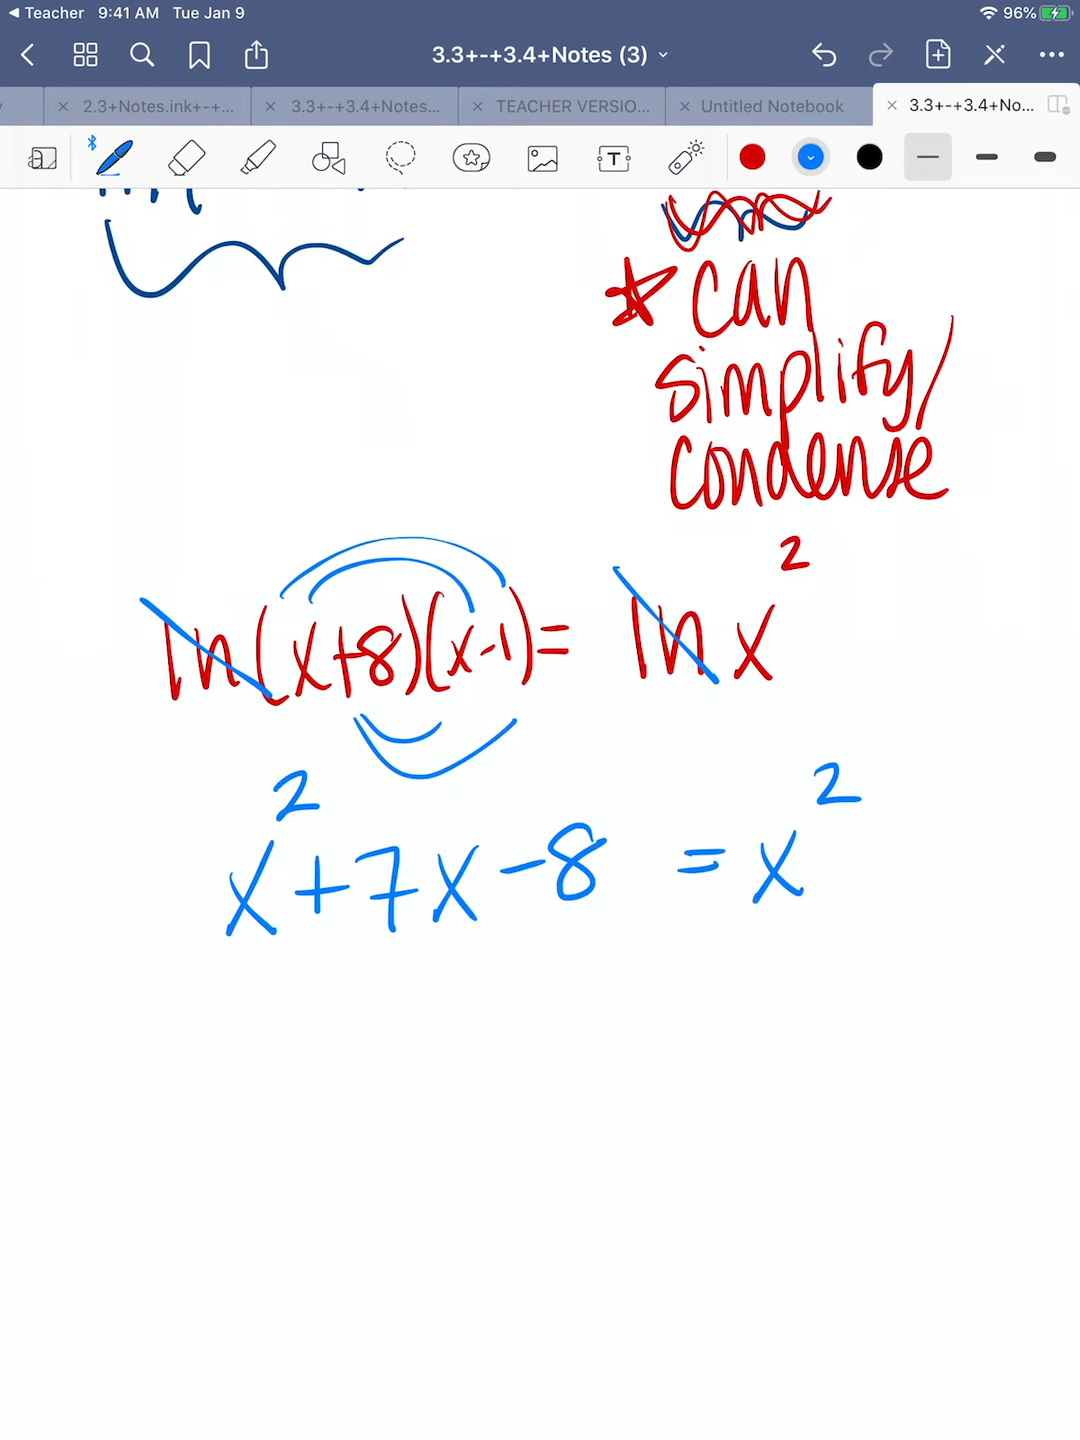 Teacher 9:41 AM Tue Jan 9 96%
3.3+-+3.4+Notes (3)
2.3+Notes.ink+-+... 3.3+-+3.4+Notes... TEACHER VERSIO... Untitled Notebook 3.3+-+3.4+No...
T
can
simplify/
condense
ln(x+8)(x-1) = ln x²
x² + 7x - 8 = x²